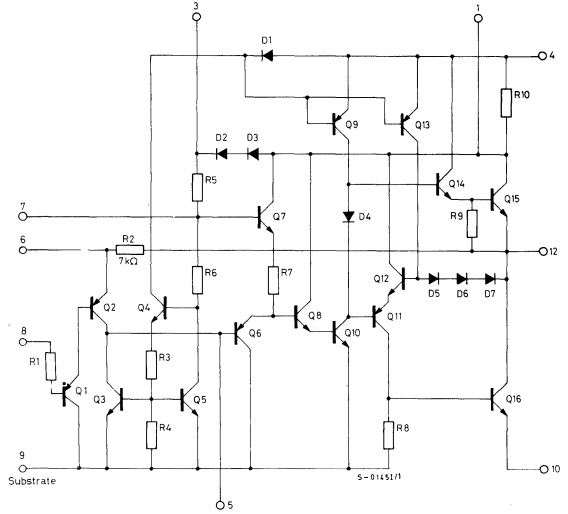 3
1
D1
4
R10
Q9
Q13
D2
D3
R5
Q14
Q15
7
Q7
D4
R9
6
R2
7kΩ
12
R6
R7
Q12
D5
D6
D7
Q2
Q4
Q6
Q8
Q10
Q11
8
R1
R3
Q1
Q3
Q5
Q16
R4
R8
9
Substrate
S-0145I/1
10
5